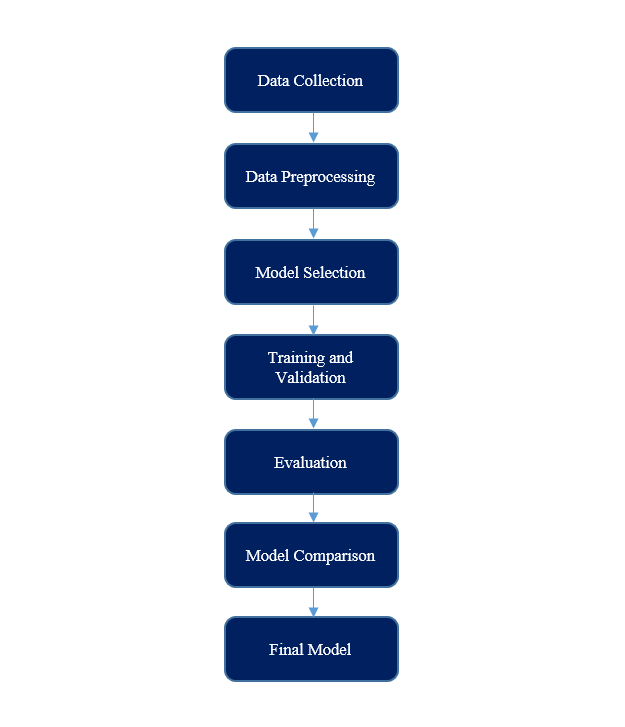 Data Collection
Data Preprocessing
Model Selection
Training and
Validation
Evaluation
Model Comparison
Final Model